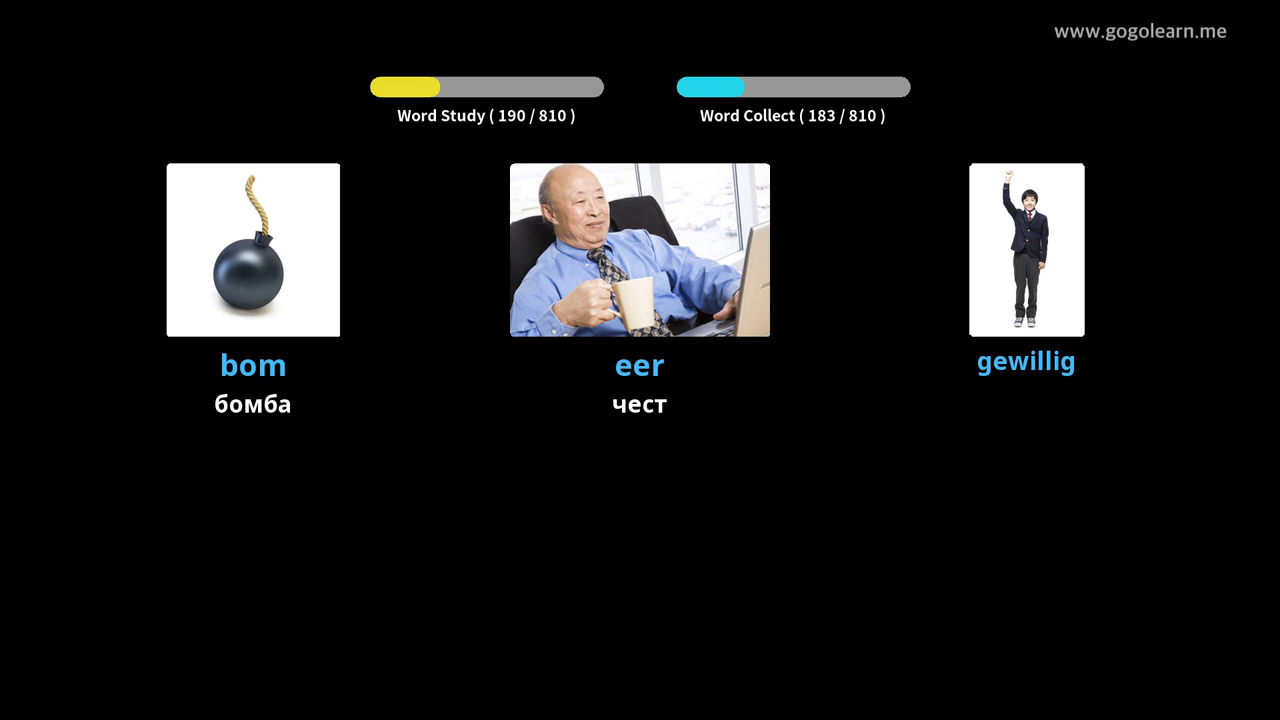 www.gogolearn.me
Word Study ( 190 / 810 )
Word Collect ( 183 / 810 )
bom
бомба
eer
чест
gewillig